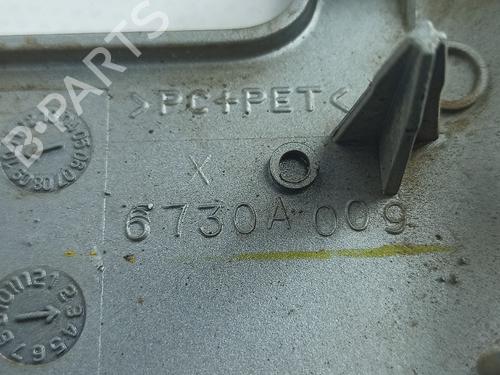 B-PARTS
>PC+PET<
X
6730A009